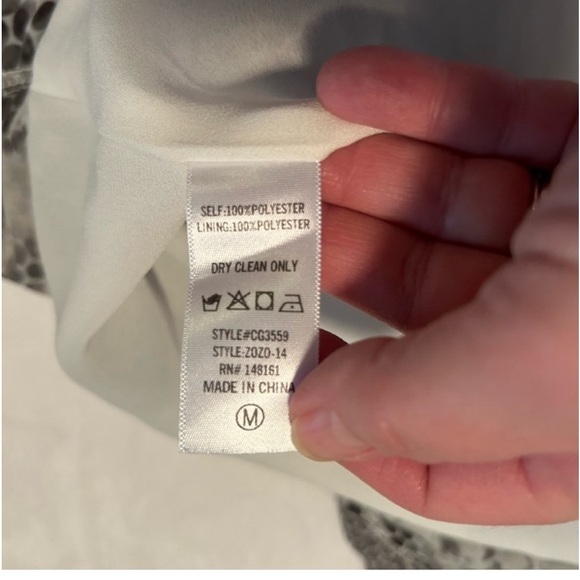 SELF:100%POLYESTER
LINING:100%POLYESTER
DRY CLEAN ONLY
STYLE#CG3559
STYLE:ZOZO-14
RN# 148161
MADE IN CHINA
M